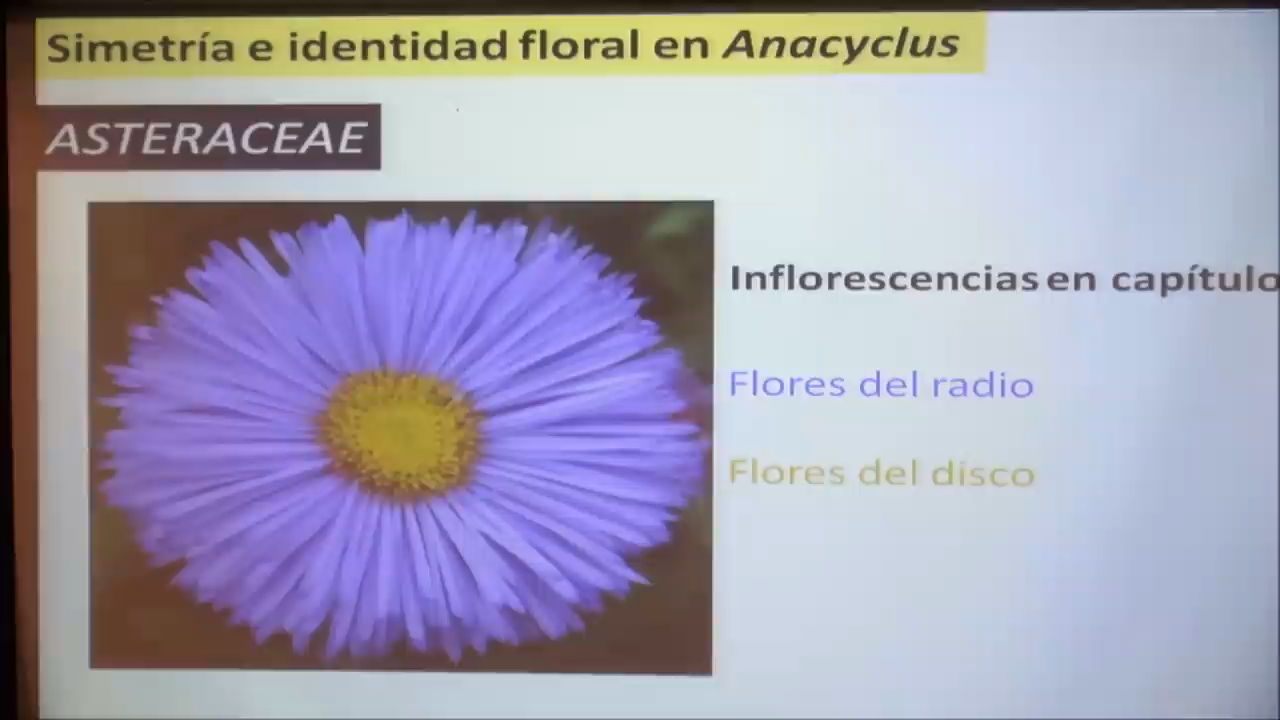 Simetría e identidad floral en Anacyclus
ASTERACEAE
Inflorescencias en capítulo
Flores del radio
Flores del disco